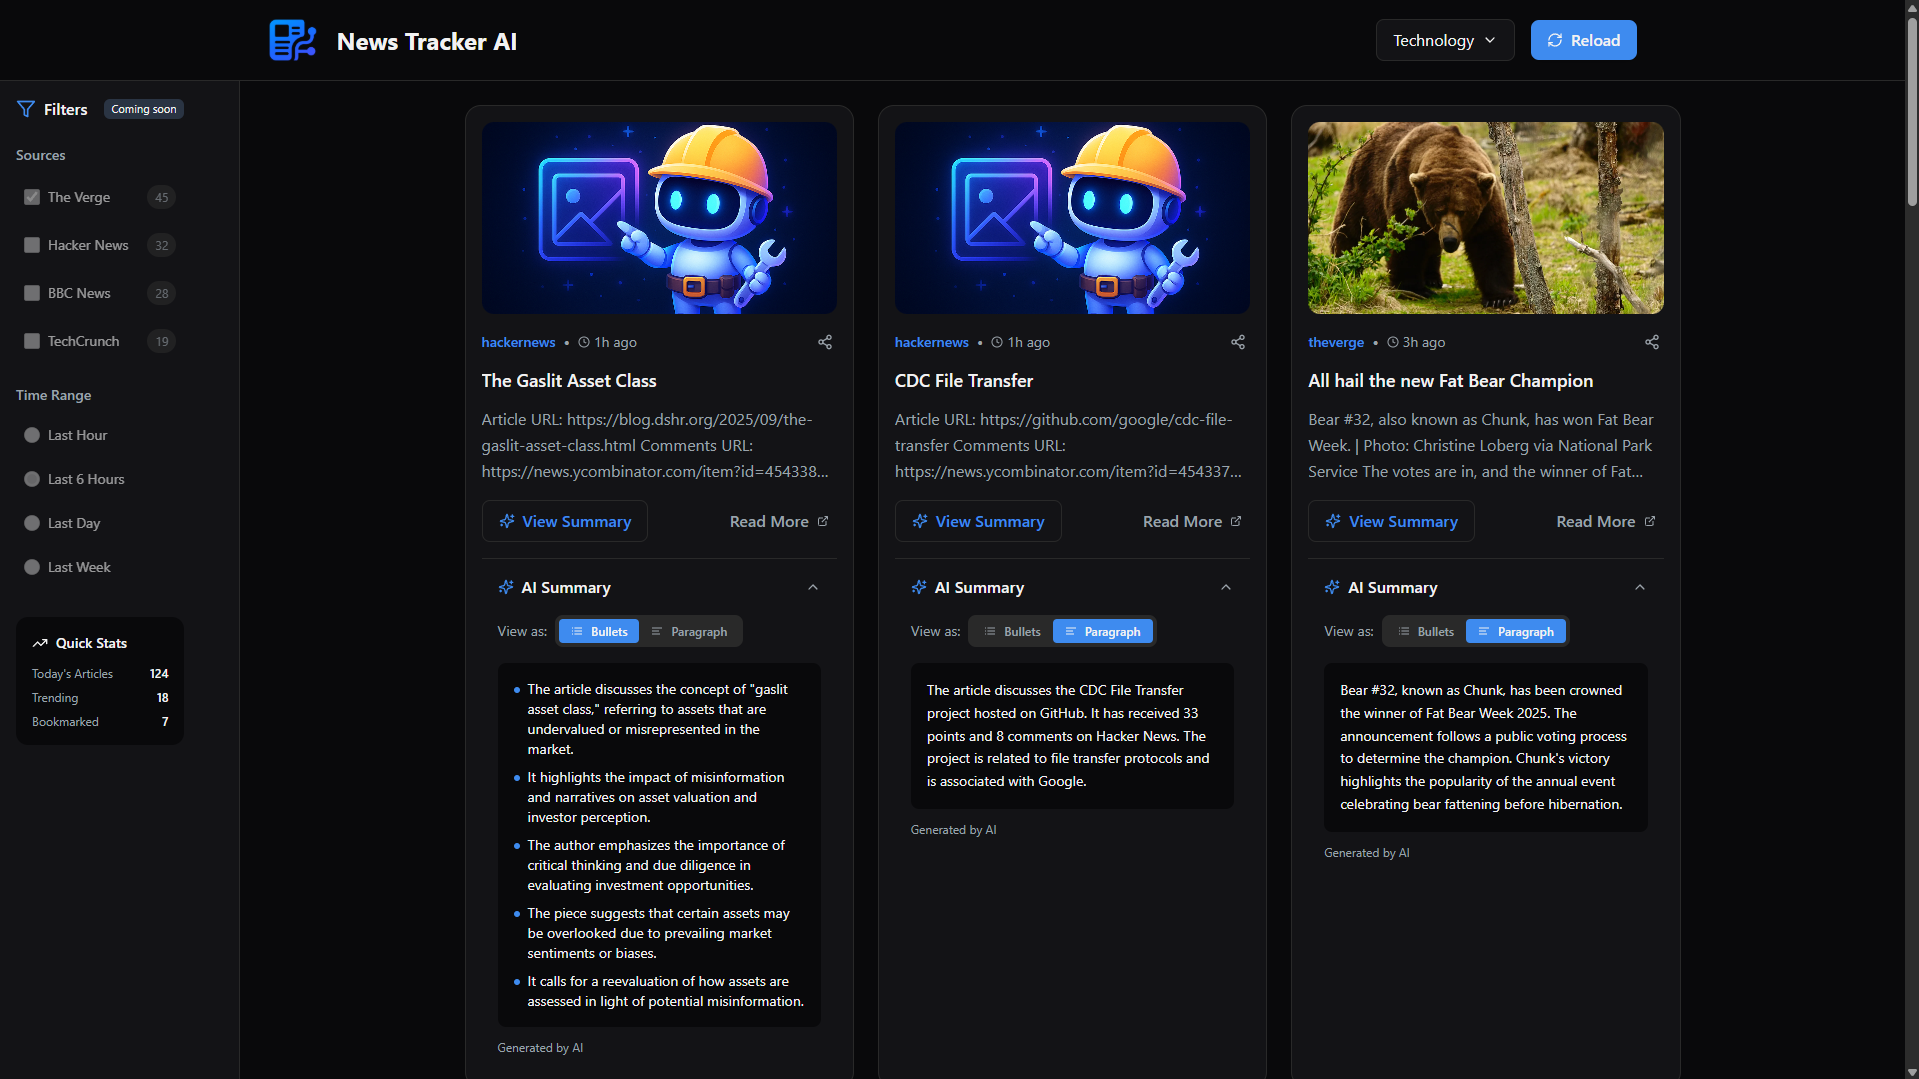 News Tracker AI
Technology
Reload
Filters
Coming soon
Sources
The Verge 45
Hacker News 32
BBC News 28
TechCrunch 19
Time Range
Last Hour
Last 6 Hours
Last Day
Last Week
Quick Stats
Today's Articles 124
Trending 18
Bookmarked 7
hackernews • 1h ago
The Gaslit Asset Class
Article URL: https://blog.dshr.org/2025/09/the-
gaslit-asset-class.html Comments URL:
https://news.ycombinator.com/item?id=454338...
View Summary
Read More
AI Summary
View as: Bullets Paragraph
• The article discusses the concept of "gaslit
asset class," referring to assets that are
undervalued or misrepresented in the
market.
• It highlights the impact of misinformation
and narratives on asset valuation and
investor perception.
• The author emphasizes the importance of
critical thinking and due diligence in
evaluating investment opportunities.
• The piece suggests that certain assets may
be overlooked due to prevailing market
sentiments or biases.
• It calls for a reevaluation of how assets are
assessed in light of potential misinformation.
Generated by AI
hackernews • 1h ago
CDC File Transfer
Article URL: https://github.com/google/cdc-file-
transfer Comments URL:
https://news.ycombinator.com/item?id=454337...
View Summary
Read More
AI Summary
View as: Bullets Paragraph
The article discusses the CDC File Transfer
project hosted on GitHub. It has received 33
points and 8 comments on Hacker News. The
project is related to file transfer protocols and
is associated with Google.
Generated by AI
theverge • 3h ago
All hail the new Fat Bear Champion
Bear #32, also known as Chunk, has won Fat Bear
Week. | Photo: Christine Loberg via National Park
Service The votes are in, and the winner of Fat...
View Summary
Read More
AI Summary
View as: Bullets Paragraph
Bear #32, known as Chunk, has been crowned
the winner of Fat Bear Week 2025. The
announcement follows a public voting process
to determine the champion. Chunk's victory
highlights the popularity of the annual event
celebrating bear fattening before hibernation.
Generated by AI